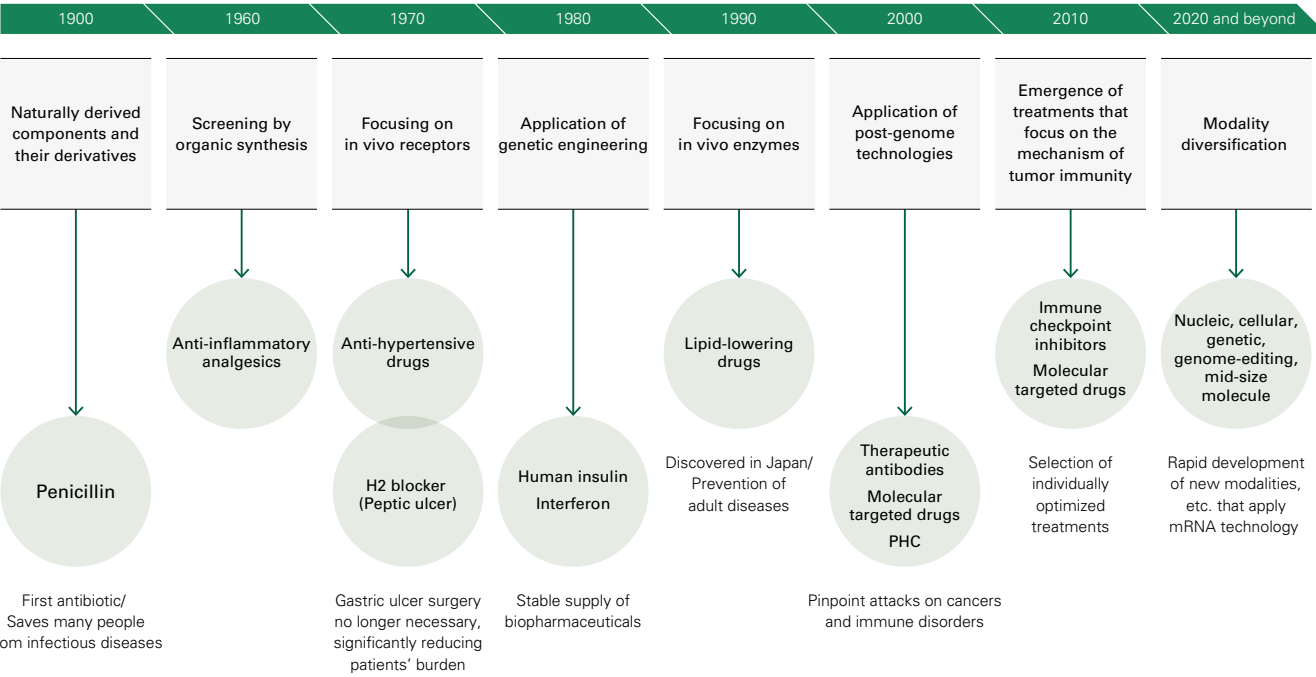 1900
1960
1970
1980
1990
2000
2010
2020 and beyond
Naturally derived
components and
their derivatives
Screening by
organic synthesis
Focusing on
in vivo receptors
Application of
genetic engineering
Focusing on
in vivo enzymes
Application of
post-genome
technologies
Emergence of
treatments that
focus on the
mechanism of
tumor immunity
Modality
diversification
Penicillin
First antibiotic/
Saves many people
om infectious diseases
Anti-inflammatory
analgesics
Anti-hypertensive
drugs
H2 blocker
(Peptic ulcer)
Gastric ulcer surgery
no longer necessary,
significantly reducing
patients’ burden
Human insulin
Interferon
Stable supply of
biopharmaceuticals
Lipid-lowering
drugs
Discovered in Japan/
Prevention of
adult diseases
Therapeutic
antibodies
Molecular
targeted drugs
PHC
Pinpoint attacks on cancers
and immune disorders
Immune
checkpoint
inhibitors
Molecular
targeted drugs
Selection of
individually
optimized
treatments
Nucleic, cellular,
genetic,
genome-editing,
mid-size
molecule
Rapid development
of new modalities,
etc. that apply
mRNA technology